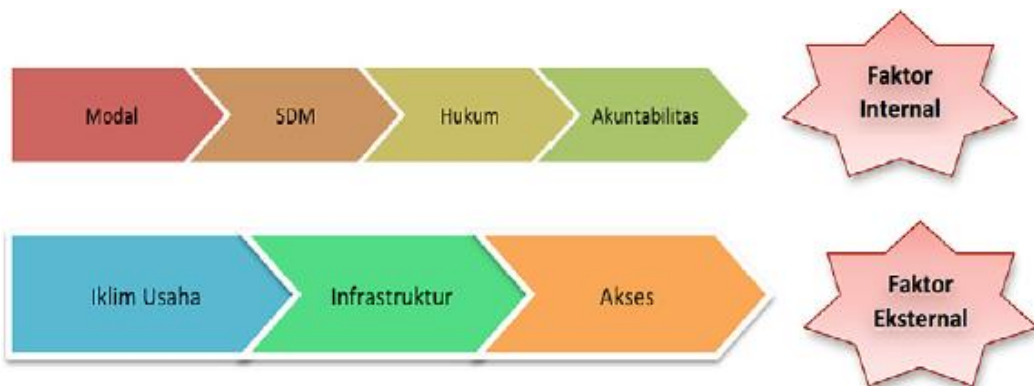 Modal
SDM
Hukum
Akuntabilitas
Faktor
Internal
Iklim Usaha
Infrastruktur
Akses
Faktor
Eksternal